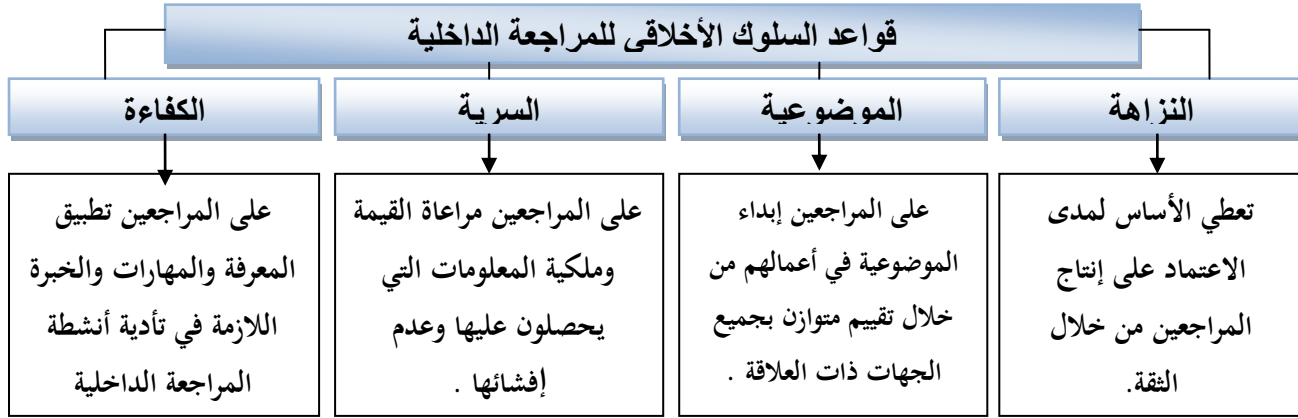 قواعد السلوك الأخلاقى للمراجعة الداخلية
النزاهة
تعطي الأساس لمدى
الاعتماد على إنتاج
المراجعين من خلال
الثقة.
الموضوعية
على المراجعين إبداء
الموضوعية في أعمالهم من
خلال تقييم متوازن بجميع
الجهات ذات العلاقة .
السرية
على المراجعين مراعاة القيمة
وملكية المعلومات التي
يحصلون عليها وعدم
إفشائها .
الكفاءة
على المراجعين تطبيق
المعرفة والمهارات والخبرة
اللازمة في تأدية أنشطة
المراجعة الداخلية